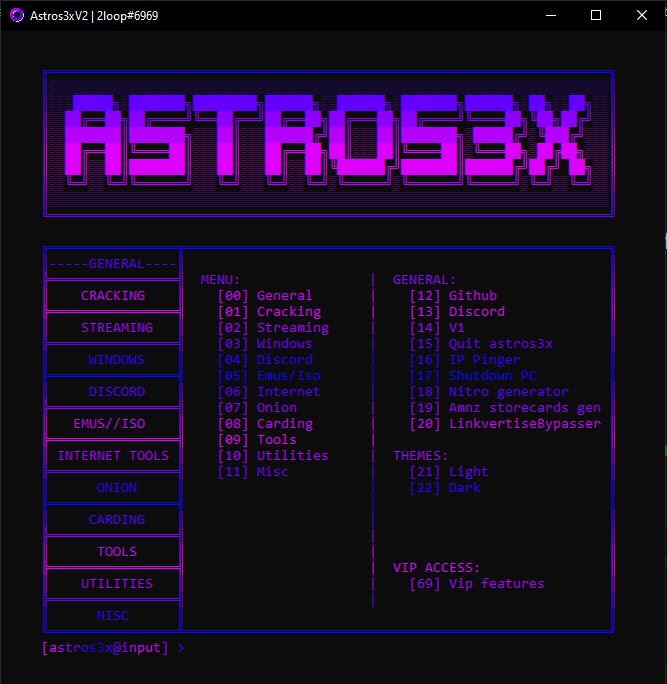 Astros3xV2 | 2loop#6969
ASTROS3X
-----GENERAL----
CRACKING
STREAMING
WINDOWS
DISCORD
EMUS//ISO
INTERNET TOOLS
ONION
CARDING
TOOLS
UTILITIES
MISC
MENU:
[00] General
[01] Cracking
[02] Streaming
[03] Windows
[04] Discord
[05] Emus/Iso
[06] Internet
[07] Onion
[08] Carding
[09] Tools
[10] Utilities
[11] Misc
GENERAL:
[12] Github
[13] Discord
[14] V1
[15] Quit astros3x
[16] IP Pinger
[17] Shutdown PC
[18] Nitro generator
[19] Amnz storecards gen
[20] LinkvertiseBypasser
THEMES:
[21] Light
[22] Dark
VIP ACCESS:
[69] Vip features
[astros3x@input] >